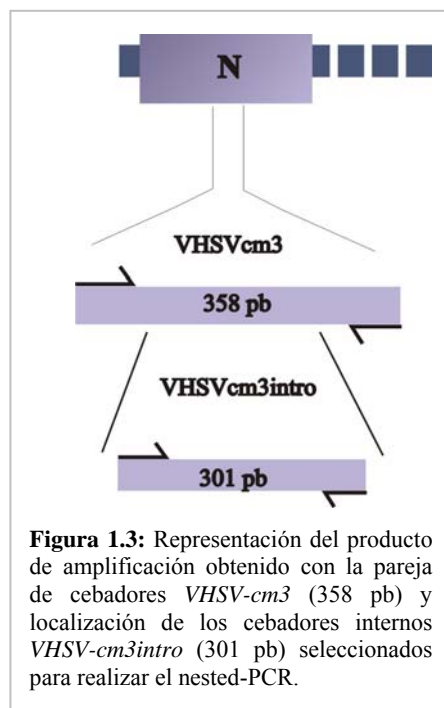 N
VHSVcm3
358 pb
VHSVcm3intro
301 pb
Figura 1.3: Representación del producto
de amplificación obtenido con la pareja
de cebadores VHSV-cm3 (358 pb) y
localización de los cebadores internos
VHSV-cm3intro (301 pb) seleccionados
para realizar el nested-PCR.